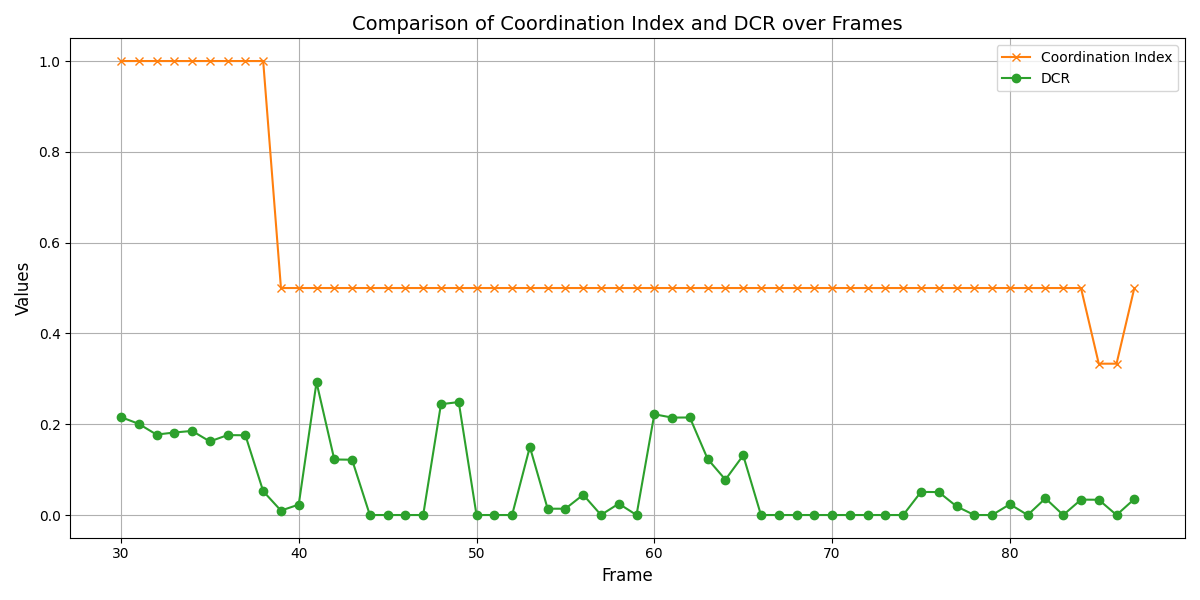 Comparison of Coordination Index and DCR over Frames
Coordination Index
DCR
Values
1.0
0.8
0.6
0.4
0.2
0.0
30 40 50 60 70 80
Frame